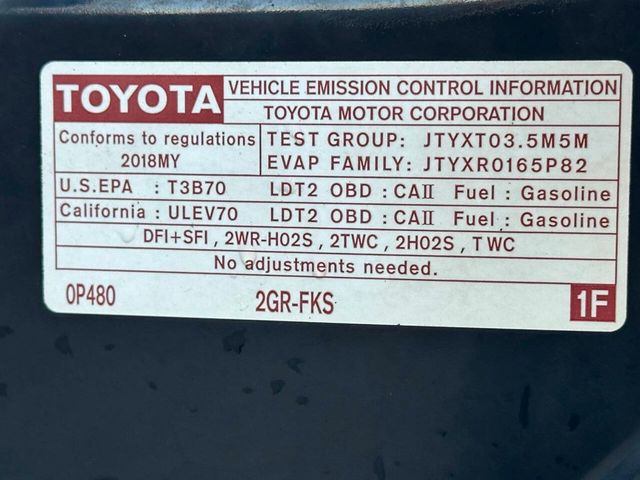 TOYOTA VEHICLE EMISSION CONTROL INFORMATION
TOYOTA MOTOR CORPORATION
Conforms to regulations TEST GROUP: JTYXT03.5M5M
2018MY EVAP FAMILY: JTYXR0165P82
U.S.EPA : T3B70 LDT2 OBD : CAII Fuel : Gasoline
California : ULEV70 LDT2 OBD : CAII Fuel : Gasoline
DFI+SFI , 2WR-HO2S , 2TWC , 2HO2S , TWC
No adjustments needed.
0P480 2GR-FKS 1F